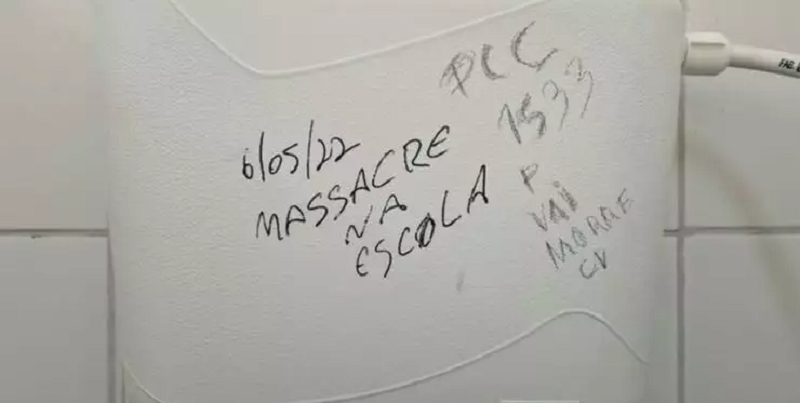 6/05/22
MASSACRE
NA
ESCOLA
PCC
1533
P
VAI
MORRE
CV